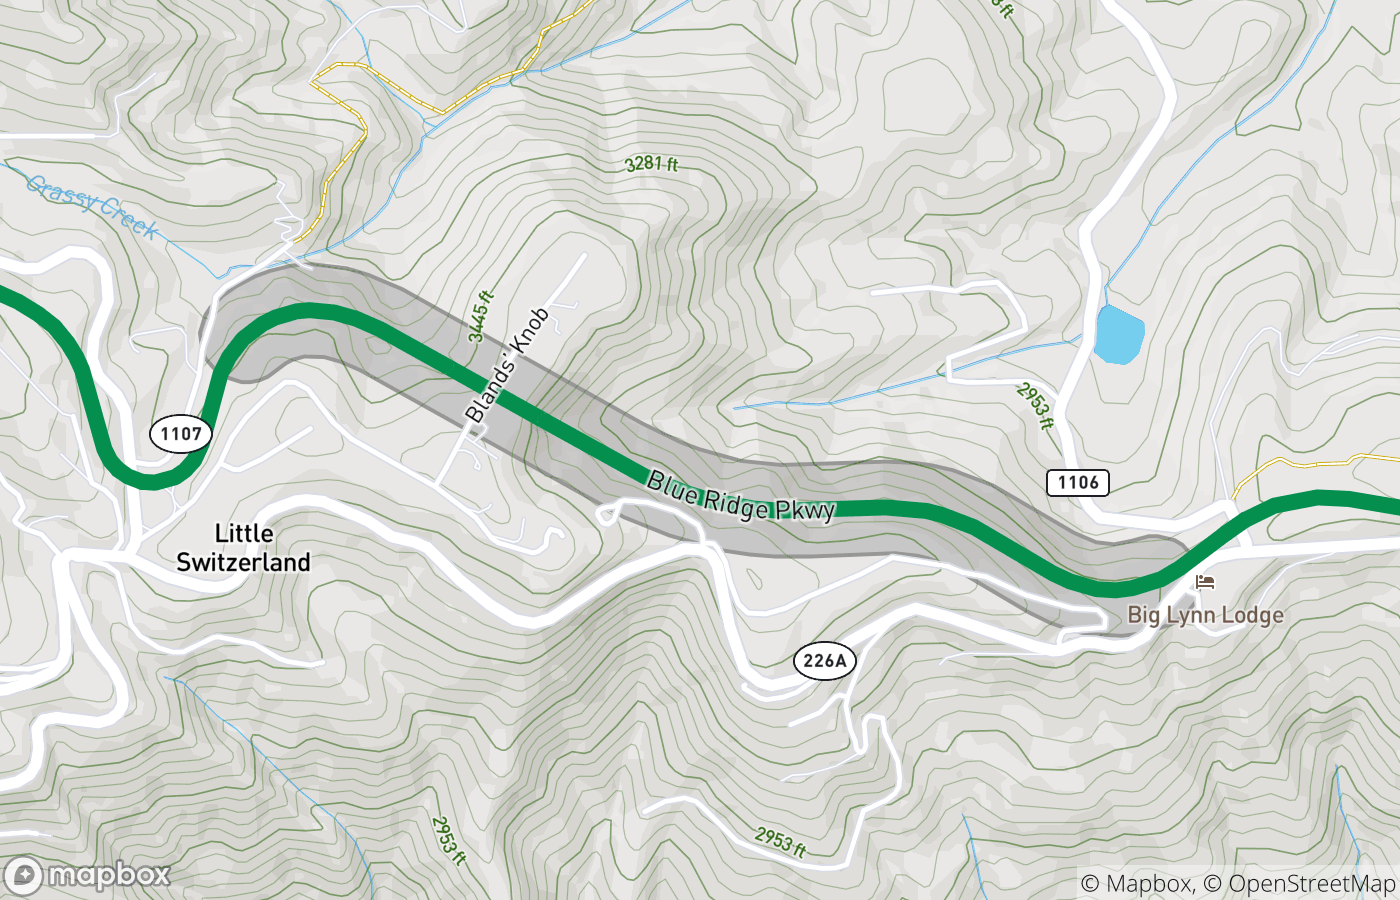 3281 ft
Grassy Creek
3445 ft
Blands' Knob
2953 ft
1107
1106
Blue Ridge Pkwy
Little
Switzerland
Big Lynn Lodge
226A
2953 ft
2953 ft
mapbox
© Mapbox, © OpenStreetMap